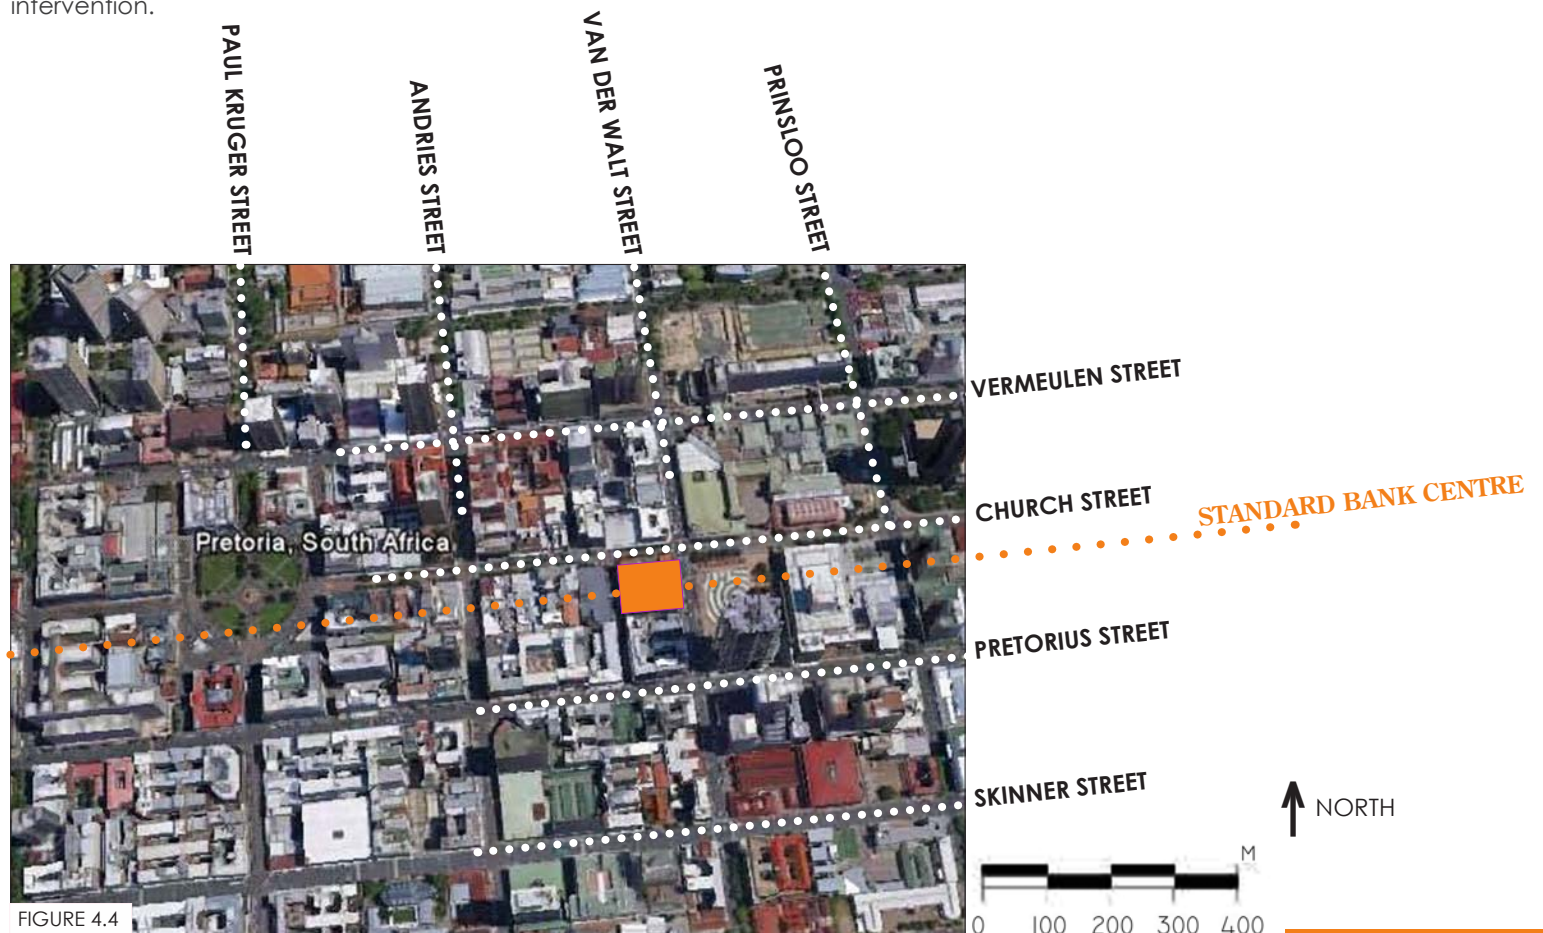 intervention.
PAUL KRUGER STREET
ANDRIES STREET
VAN DER WALT STREET
PRINSLOO STREET
VERMEULEN STREET
CHURCH STREET
STANDARD BANK CENTRE
Pretoria, South Africa
PRETORIUS STREET
SKINNER STREET
NORTH
M
0 100 200 300 400
FIGURE 4.4